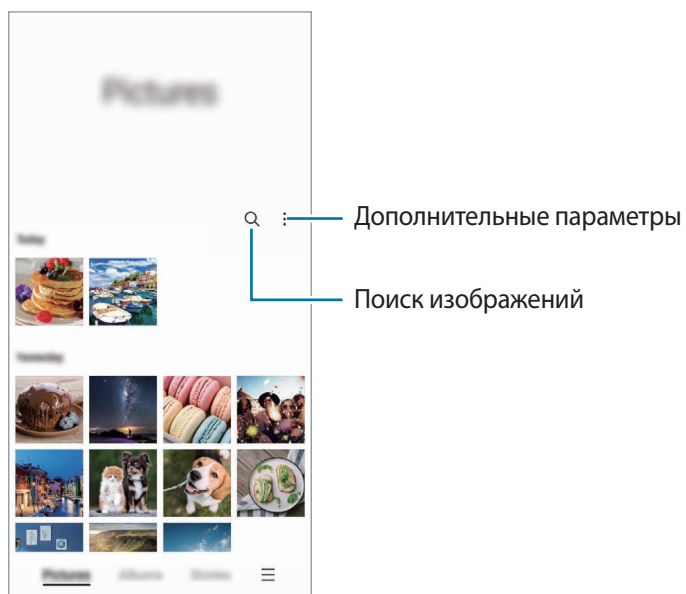 Pictures
Дополнительные параметры
Today
Поиск изображений
Yesterday
Pictures Albums Stories